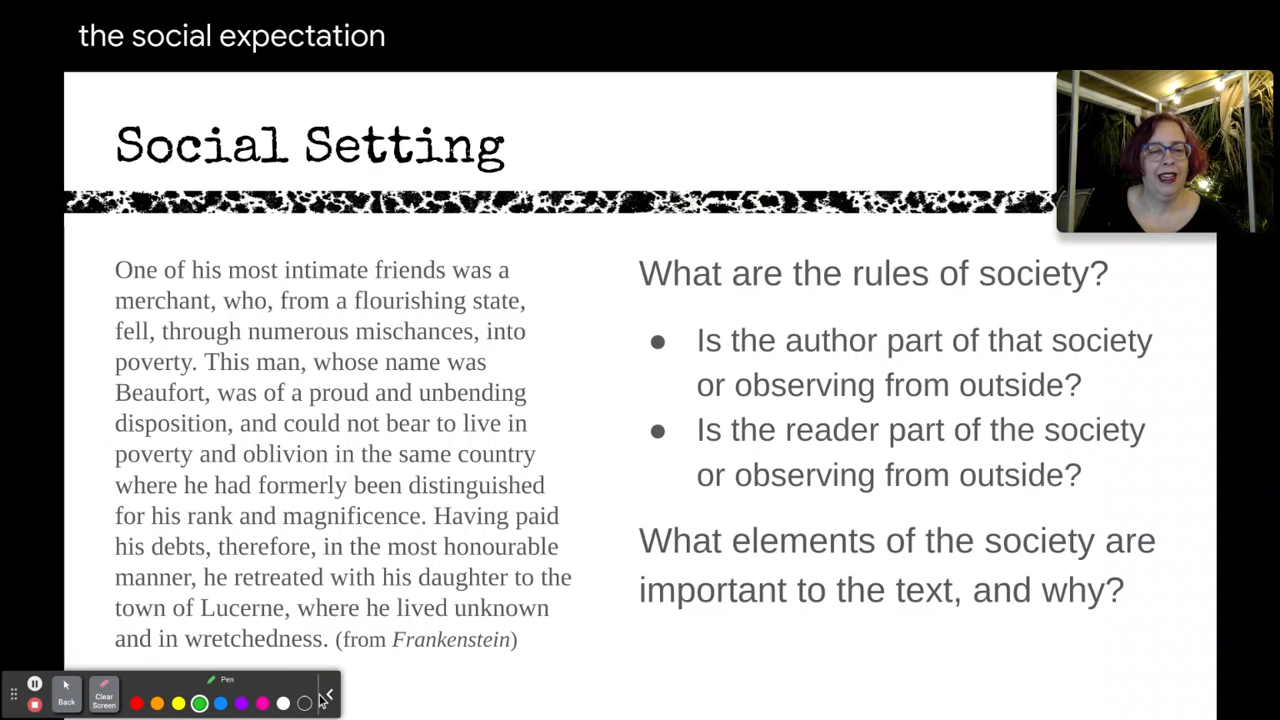 the social expectation
Social Setting
One of his most intimate friends was a
merchant, who, from a flourishing state,
fell, through numerous mischances, into
poverty. This man, whose name was
Beaufort, was of a proud and unbending
disposition, and could not bear to live in
poverty and oblivion in the same country
where he had formerly been distinguished
for his rank and magnificence. Having paid
his debts, therefore, in the most honourable
manner, he retreated with his daughter to the
town of Lucerne, where he lived unknown
and in wretchedness. (from Frankenstein)
What are the rules of society?
● Is the author part of that society
or observing from outside?
● Is the reader part of the society
or observing from outside?
What elements of the society are
important to the text, and why?
Pen
Back
Clear
Screen